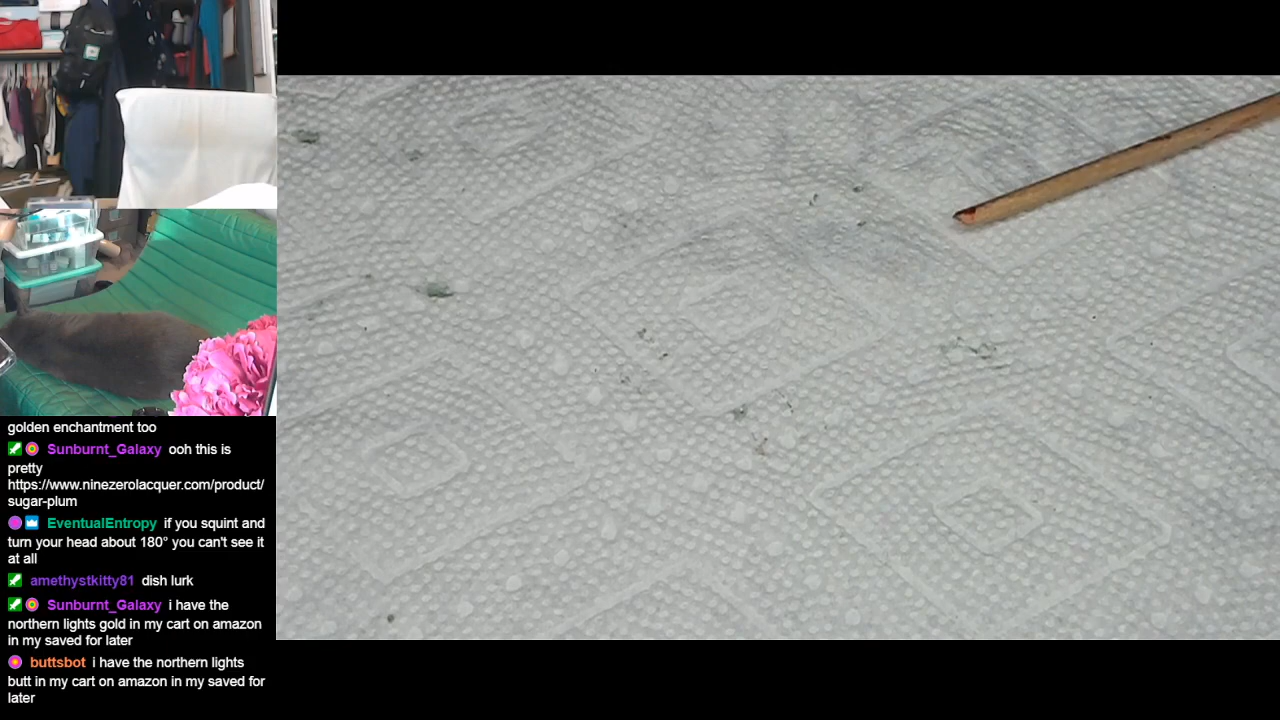 golden enchantment too
Sunburnt_Galaxy ooh this is
pretty
https://www.ninezerolacquer.com/product/
sugar-plum
EventualEntropy if you squint and
turn your head about 180° you can't see it
at all
amethystkitty81 dish lurk
Sunburnt_Galaxy i have the
northern lights gold in my cart on amazon
in my saved for later
buttsbot i have the northern lights
butt in my cart on amazon in my saved for
later